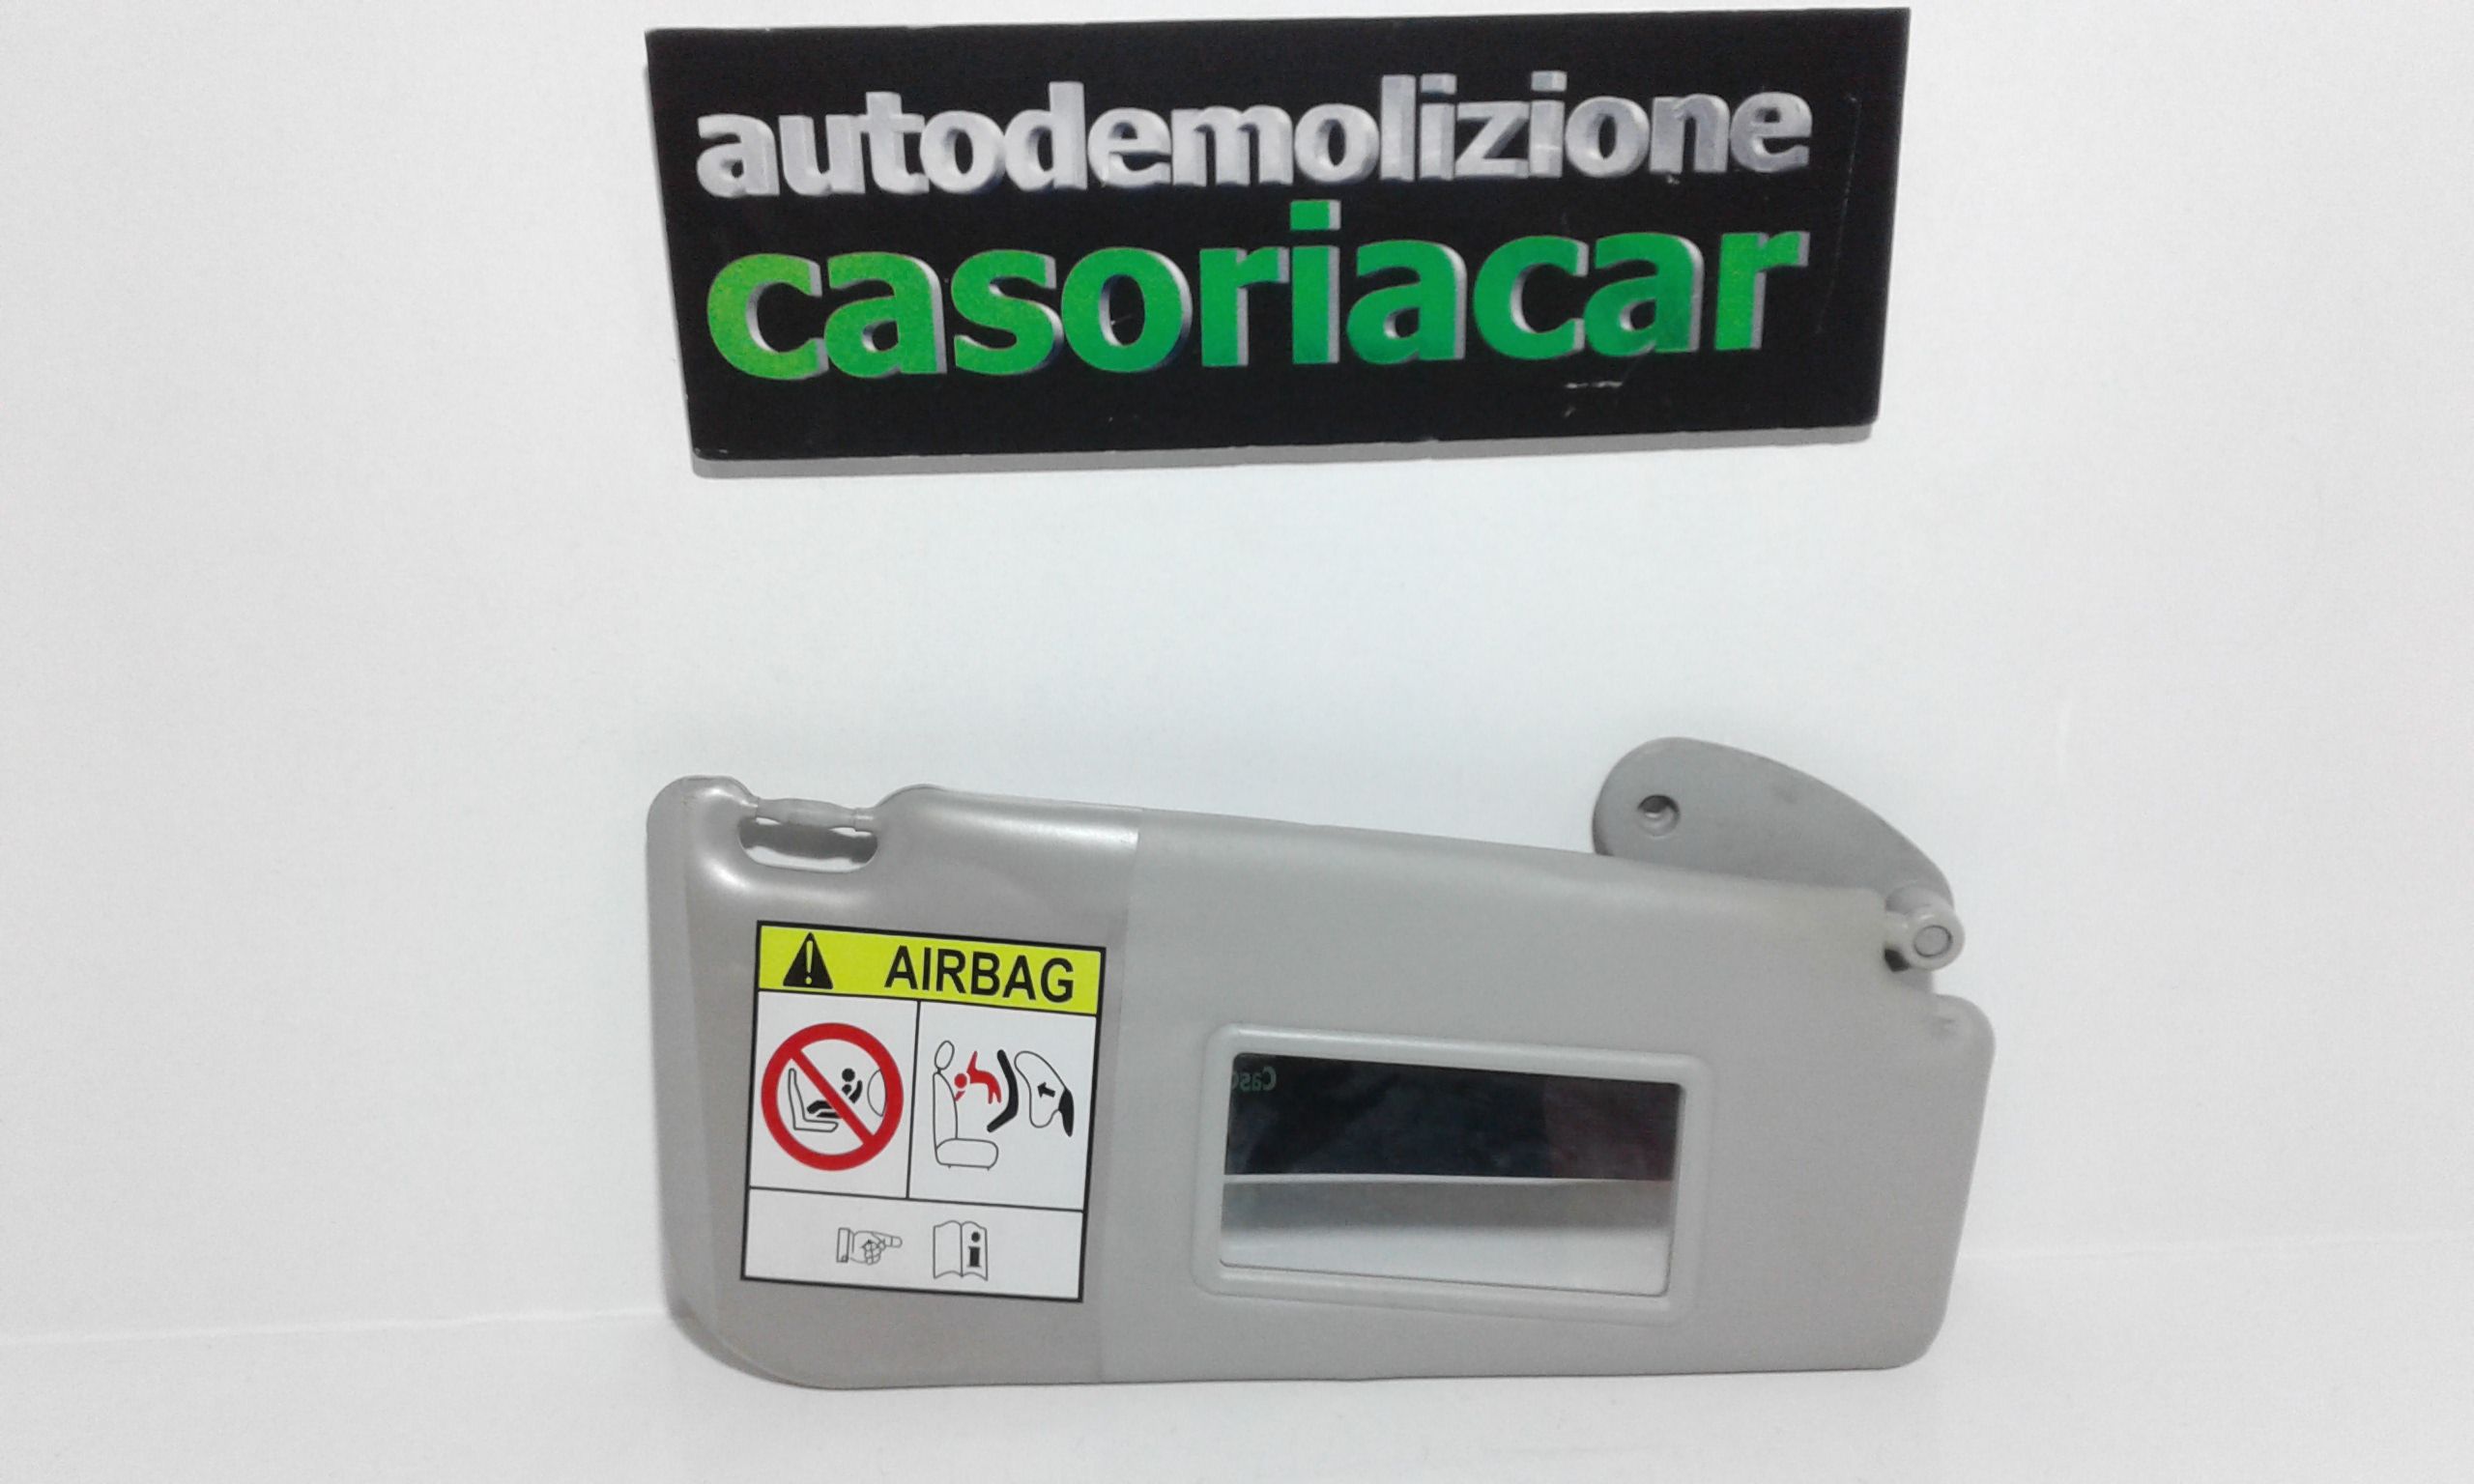 autodemolizione
casoriacar
AIRBAG
i